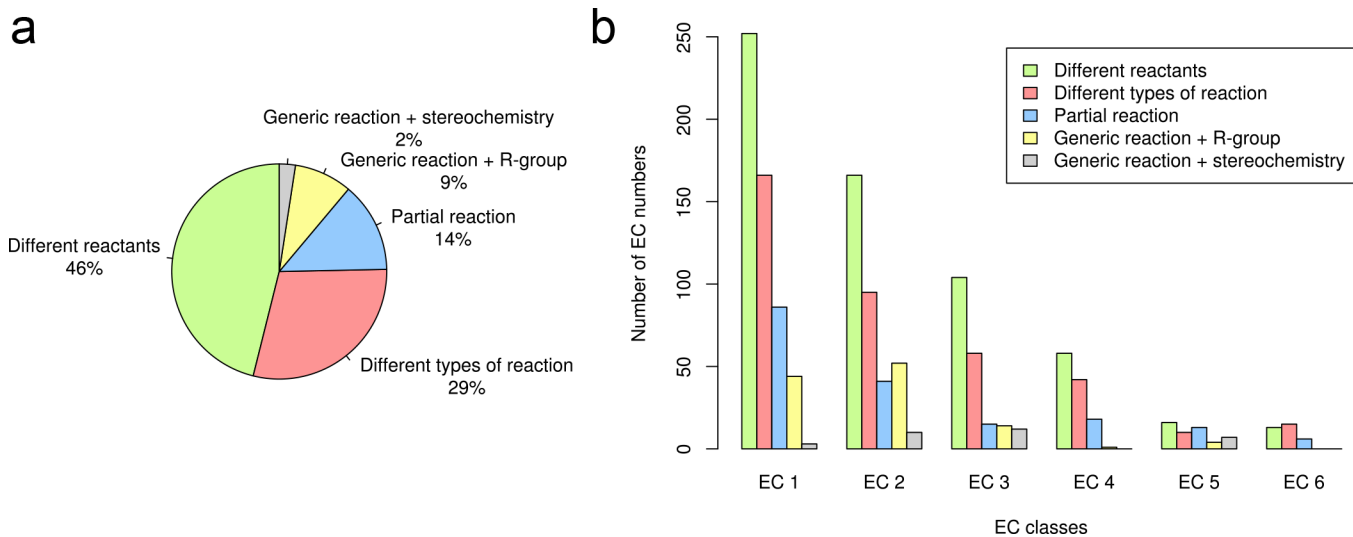 a
Generic reaction + stereochemistry
2%
Generic reaction + R-group
9%
Partial reaction
14%
Different reactants
46%
Different types of reaction
29%
b
250
200
150
100
50
0
Number of EC numbers
Different reactants
Different types of reaction
Partial reaction
Generic reaction + R-group
Generic reaction + stereochemistry
EC 1
EC 2
EC 3
EC 4
EC 5
EC 6
EC classes